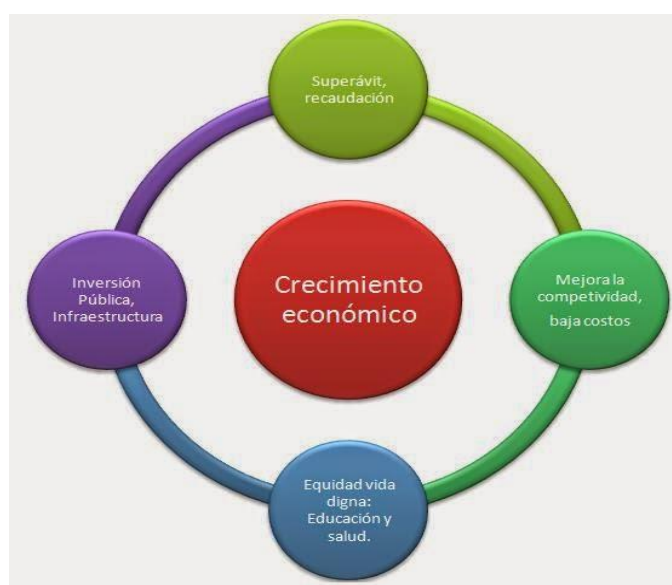 Superávit,
recaudación
Inversión
Pública,
Infraestructura
Crecimiento
económico
Mejora la
competividad,
baja costos
Equidad vida
digna:
Educación y
salud.